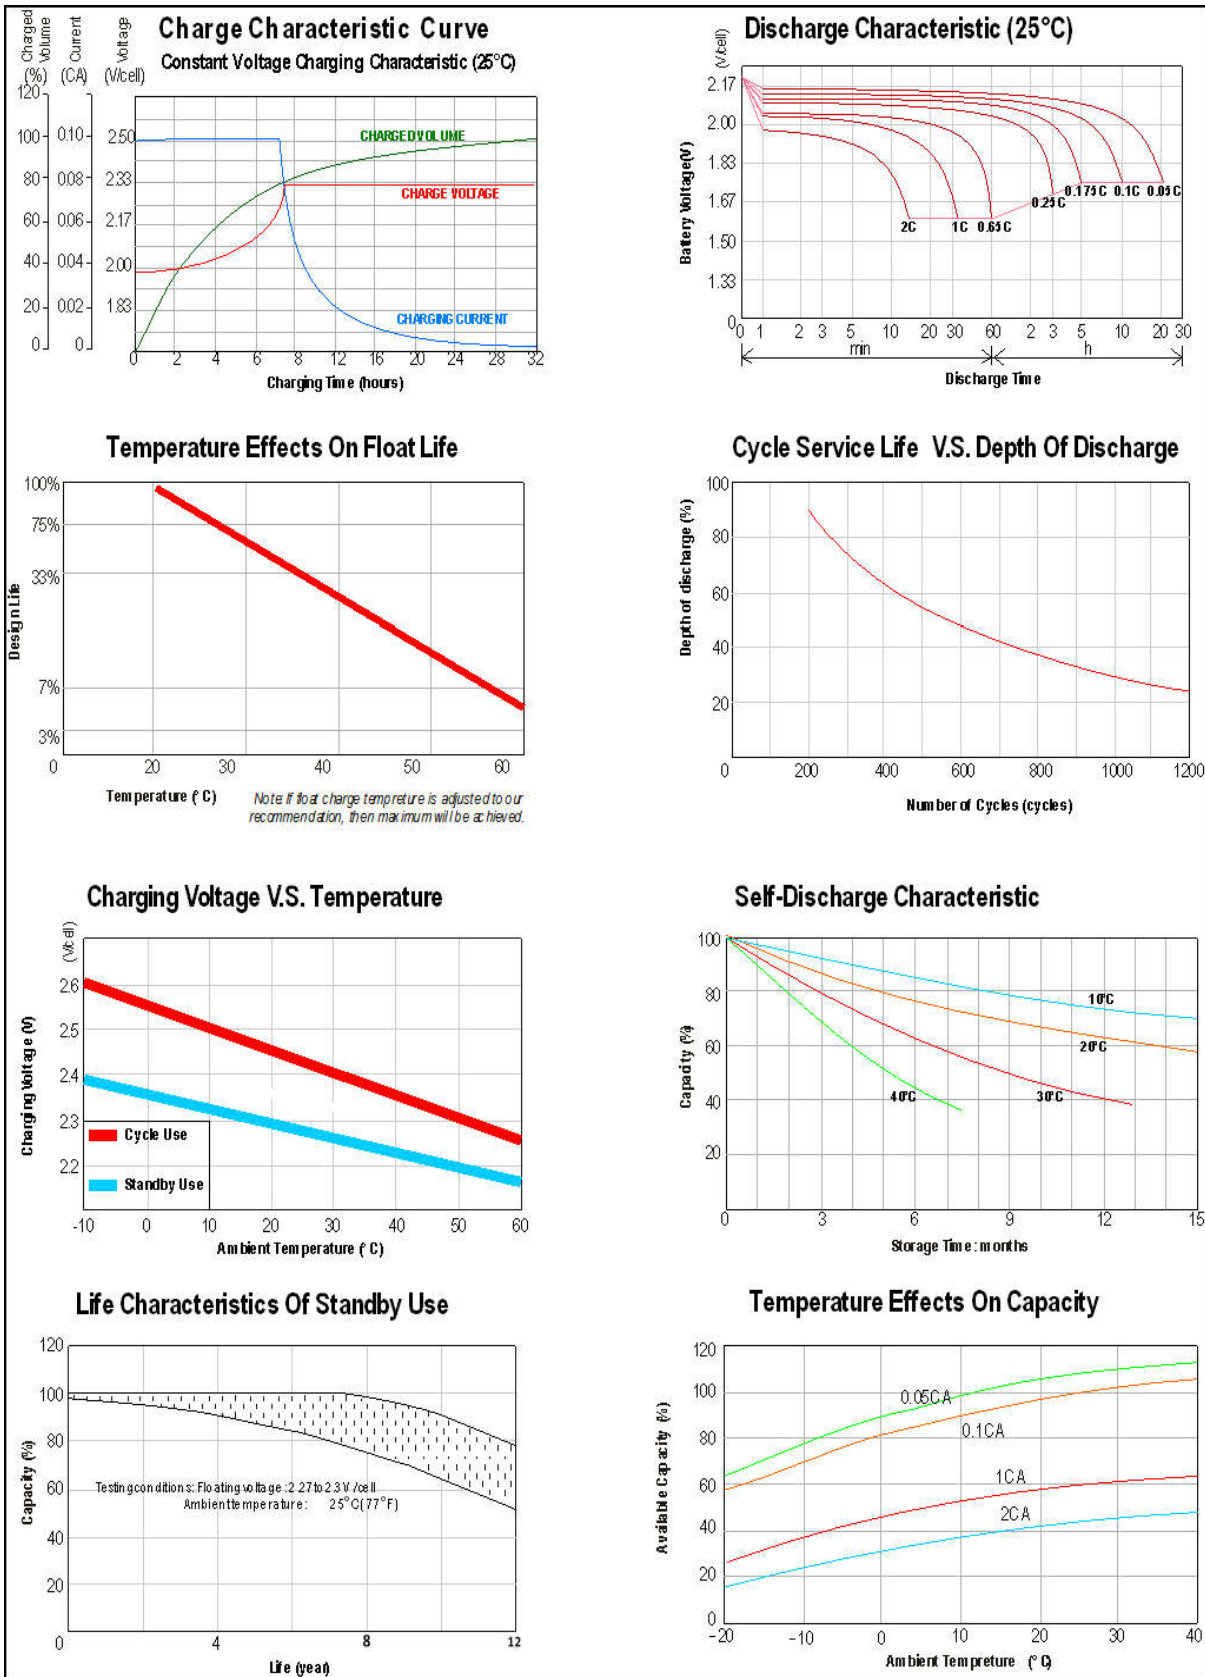 Charge Characteristic Curve
Constant Voltage Charging Characteristic (25°C)
Charged Volume
(%)
Current
(CA)
Voltage
(V/cell)
120
100
80
60
40
20
0
0.10
0.08
0.06
0.04
0.02
0
2.50
2.33
2.17
2.00
1.83
CHARGED VOLUME
CHARGE VOLTAGE
CHARGING CURRENT
0 2 4 6 8 12 16 20 24 28 32
Charging Time (hours)
Discharge Characteristic (25°C)
(V/cell)
Battery Voltage(V)
2.17
2.00
1.83
1.67
1.50
1.33
0
2C 1C 0.65C 0.25C 0.175C 0.1C 0.05C
0 1 2 3 5 10 20 30 60 2 3 5 10 20 30
min h
Discharge Time
Temperature Effects On Float Life
Design Life
100%
75%
33%
7%
3%
0 20 30 40 50 60
Temperature (°C)
Note: If float charge tempreture is adjusted to our
recommendation, then maximum will be achieved.
Cycle Service Life V.S. Depth Of Discharge
Depth of discharge (%)
100
80
60
40
20
0 200 400 600 800 1000 1200
Number of Cycles (cycles)
Charging Voltage V.S. Temperature
(V/cell)
Charging Voltage (V)
2.6
2.5
2.4
2.3
2.2
Cycle Use
Standby Use
-10 0 10 20 30 40 50 60
Ambient Temperature (°C)
Self-Discharge Characteristic
Capacity (%)
100
80
60
40
20
10°C
20°C
30°C
40°C
0 3 6 9 12 15
Storage Time: months
Life Characteristics Of Standby Use
Capacity (%)
120
100
80
60
40
20
Testing conditions: Floating voltage :2.27 to 2.3 V /cell
Ambient temperature : 25°C(77°F)
0 4 8 12
Life (year)
Temperature Effects On Capacity
Available Capacity (%)
120
100
80
60
40
20
0
0.05CA
0.1CA
1CA
2CA
-20 -10 0 10 20 30 40
Ambient Tempreture (°C)